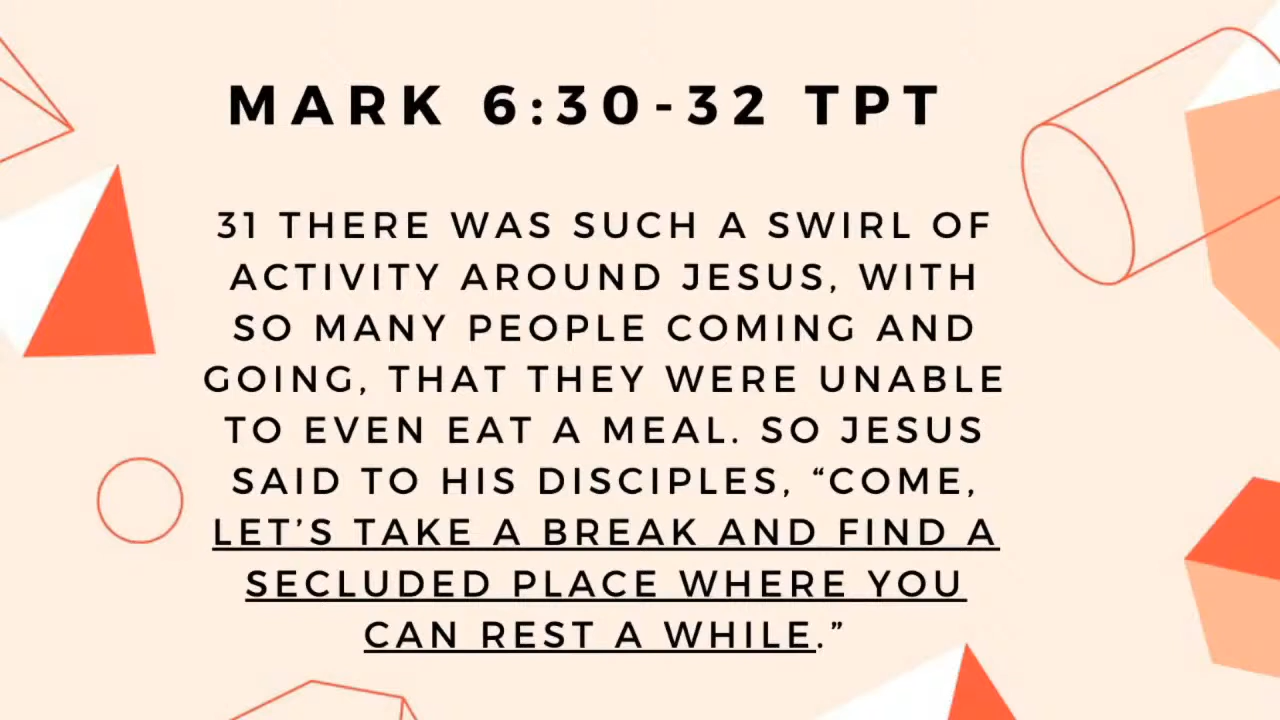 MARK 6:30-32 TPT
31 THERE WAS SUCH A SWIRL OF
ACTIVITY AROUND JESUS, WITH
SO MANY PEOPLE COMING AND
GOING, THAT THEY WERE UNABLE
TO EVEN EAT A MEAL. SO JESUS
SAID TO HIS DISCIPLES, “COME,
LET’S TAKE A BREAK AND FIND A
SECLUDED PLACE WHERE YOU
CAN REST A WHILE.”